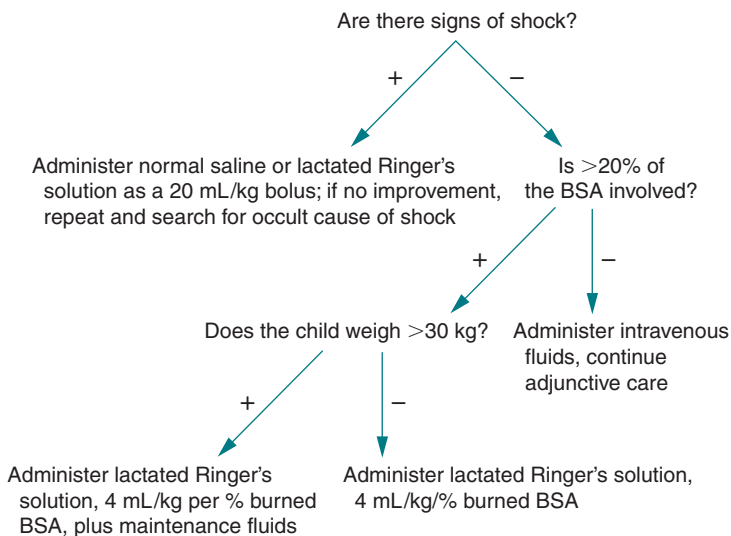 Are there signs of shock?
+
−
Administer normal saline or lactated Ringer's
solution as a 20 mL/kg bolus; if no improvement,
repeat and search for occult cause of shock
Is >20% of
the BSA involved?
+
−
Does the child weigh >30 kg?
Administer intravenous
fluids, continue
adjunctive care
+
−
Administer lactated Ringer's
solution, 4 mL/kg per % burned
BSA, plus maintenance fluids
Administer lactated Ringer's solution,
4 mL/kg/% burned BSA